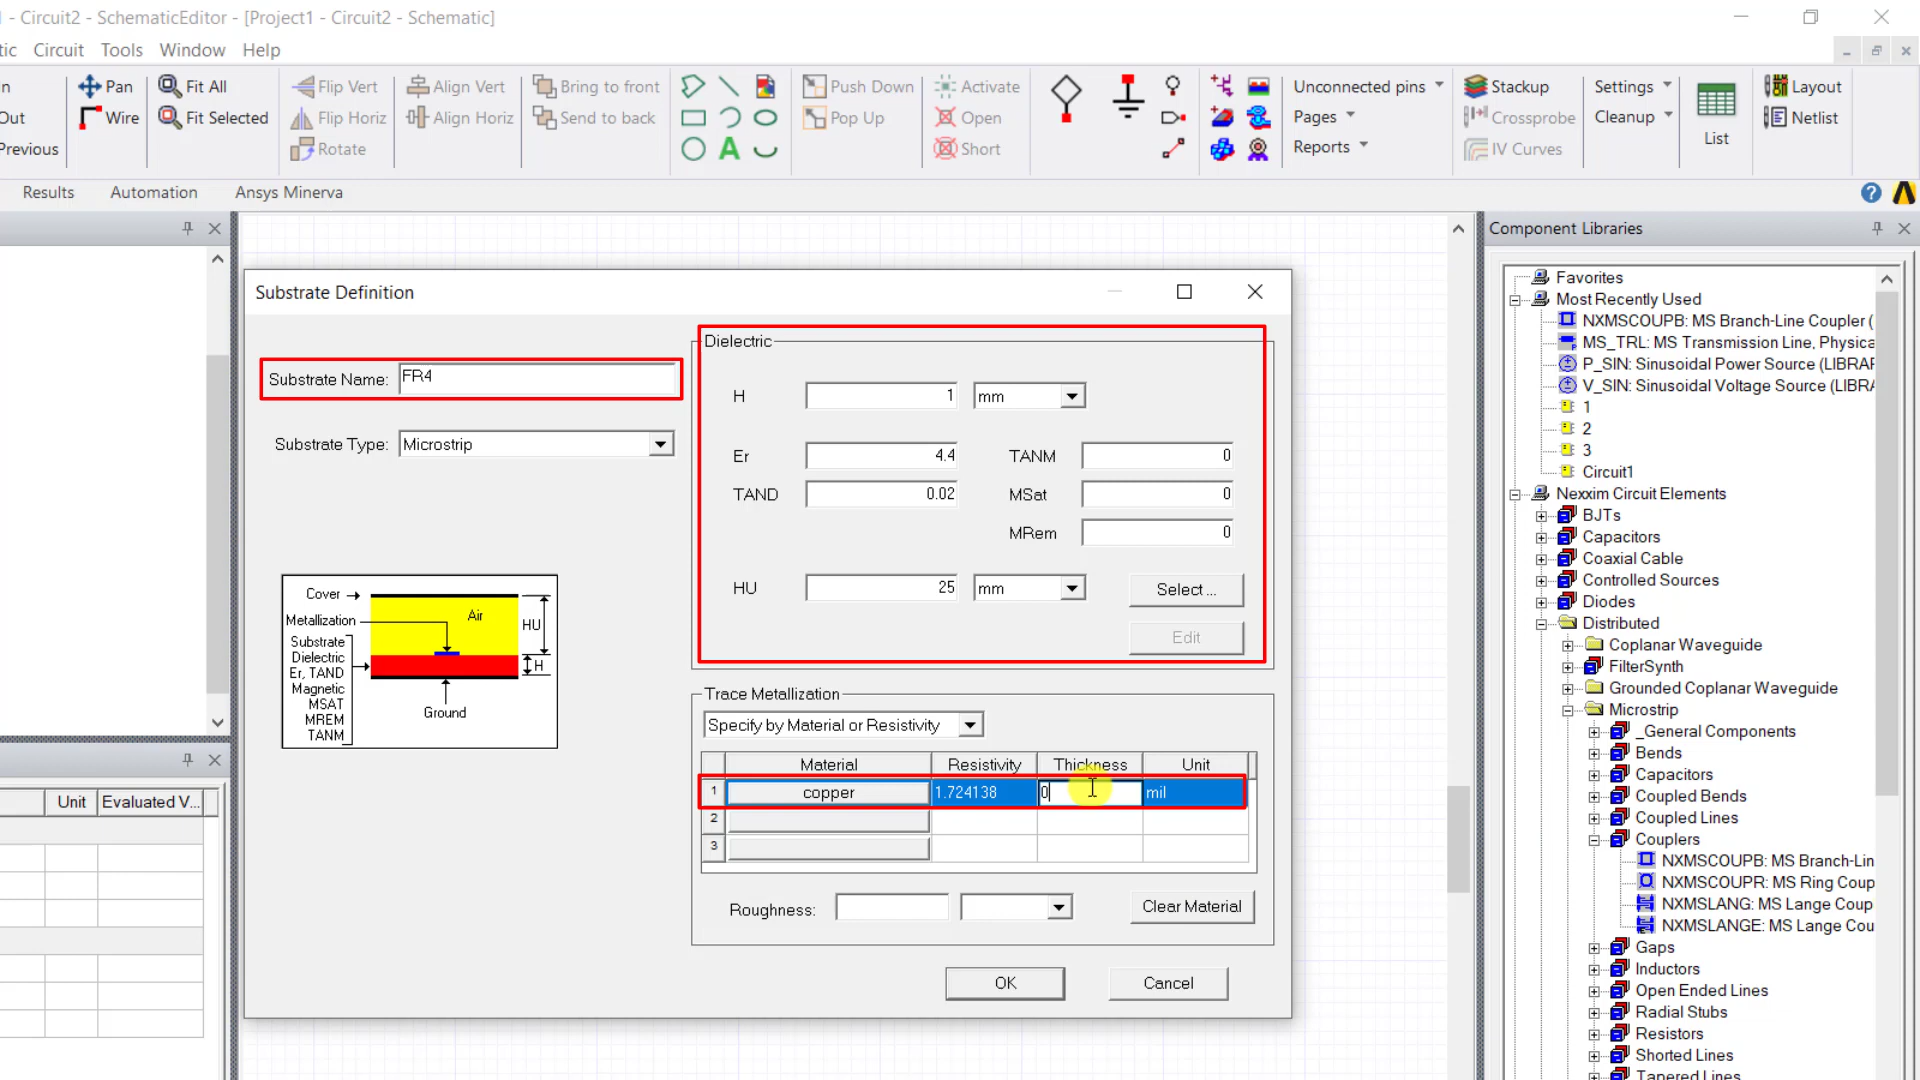 - Circuit2 - SchematicEditor - [Project1 - Circuit2 - Schematic]
tic Circuit Tools Window Help
n
Out
Previous
Pan
Wire
Fit All
Fit Selected
Flip Vert
Flip Horiz
Rotate
Align Vert
Align Horiz
Bring to front
Send to back
A
Push Down
Pop Up
Activate
Open
Short
Unconnected pins
Pages
Reports
Stackup
Crossprobe
IV Curves
Settings
Cleanup
List
Layout
Netlist
Results Automation Ansys Minerva
Component Libraries
Substrate Definition
Substrate Name: FR4
Substrate Type: Microstrip
Cover
Metallization
Substrate
Dielectric
Er, TAND
Magnetic
MSAT
MREM
TANM
Air
HU
H
Ground
Dielectric
H 1 mm
Er 4.4 TANM 0
TAND 0.02 MSat 0
MRem 0
HU 25 mm Select ...
Edit
Trace Metallization
Specify by Material or Resistivity
Material Resistivity Thickness Unit
1 copper 1.724138 0 mil
2
3
Roughness: Clear Material
OK Cancel
Unit Evaluated V...
Favorites
Most Recently Used
NXMSCOUPB: MS Branch-Line Coupler (
MS_TRL: MS Transmission Line, Physica
P_SIN: Sinusoidal Power Source (LIBRAR
V_SIN: Sinusoidal Voltage Source (LIBRA
1
2
3
Circuit1
Nexxim Circuit Elements
BJTs
Capacitors
Coaxial Cable
Controlled Sources
Diodes
Distributed
Coplanar Waveguide
FilterSynth
Grounded Coplanar Waveguide
Microstrip
_General Components
Bends
Capacitors
Coupled Bends
Coupled Lines
Couplers
NXMSCOUPB: MS Branch-Lin
NXMSCOUPR: MS Ring Coup
NXMSLANG: MS Lange Coup
NXMSLANGE: MS Lange Cou
Gaps
Inductors
Open Ended Lines
Radial Stubs
Resistors
Shorted Lines
Tapered Lines